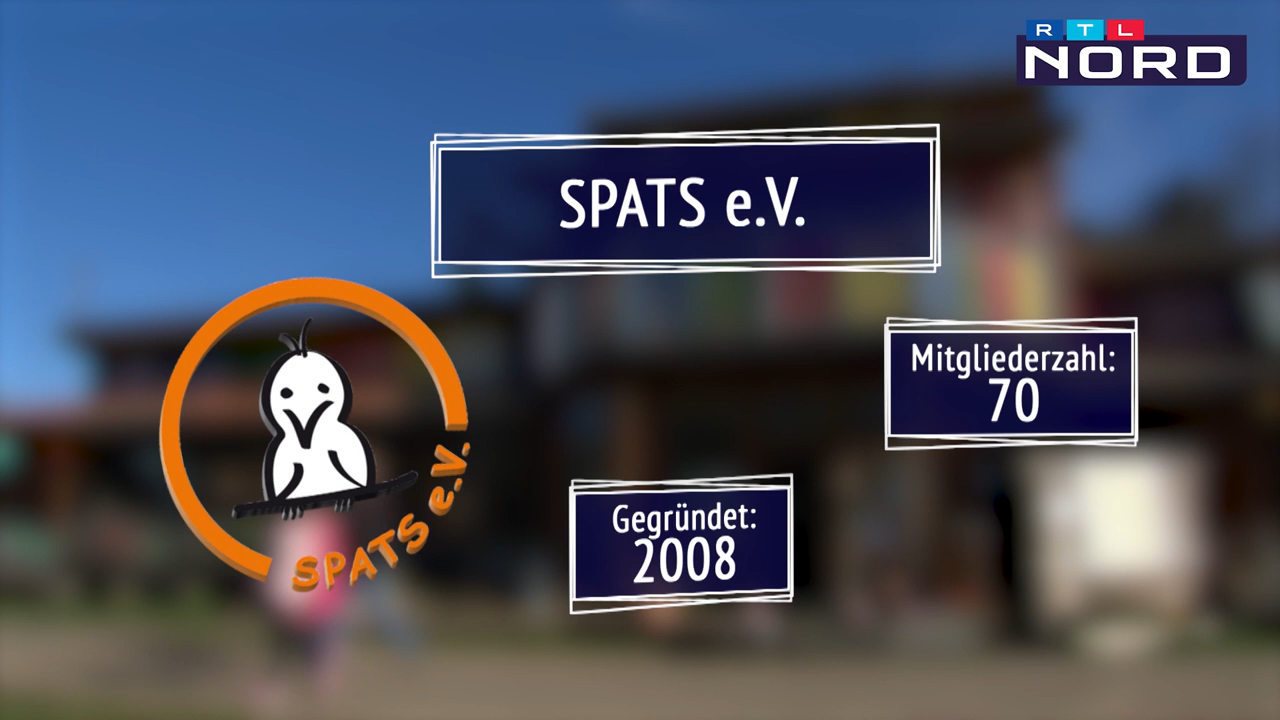 RTL
NORD
SPATS e.V.
Mitgliederzahl:
70
SPATS e.V.
Gegründet:
2008